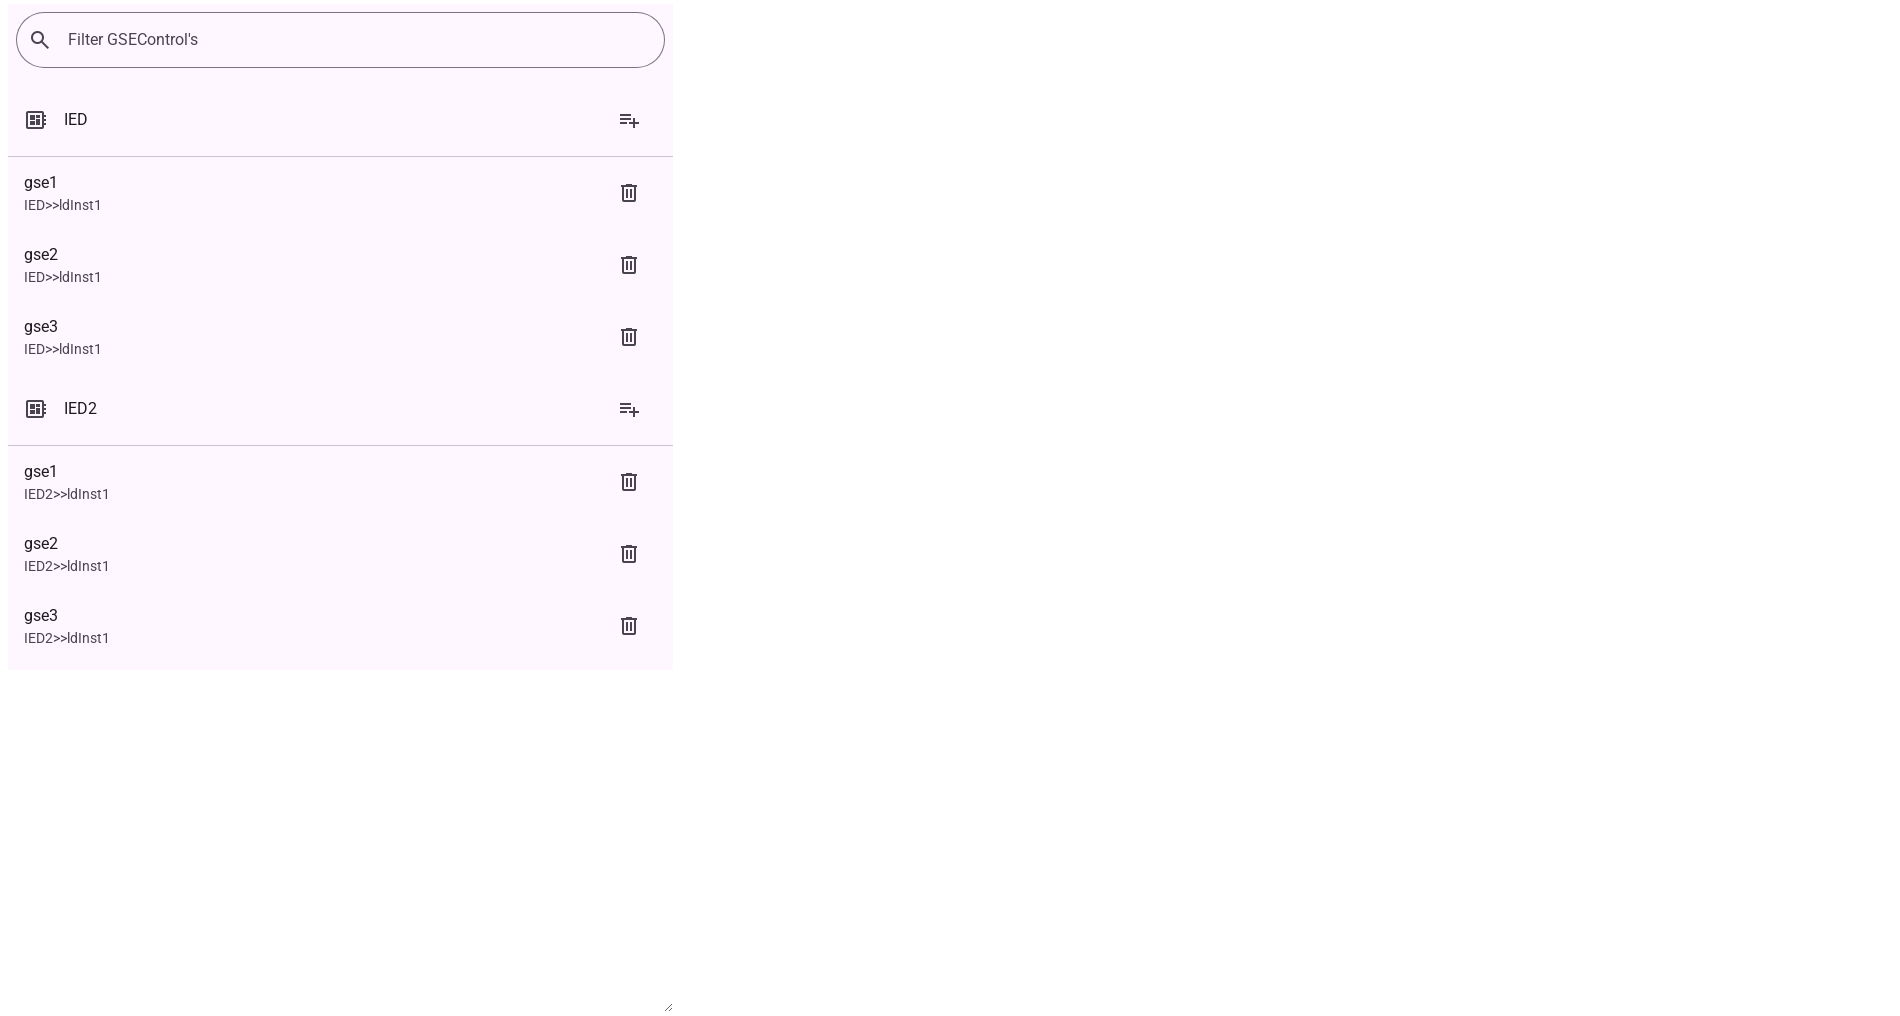 Filter GSEControl's
IED
gse1
IED>>ldInst1
gse2
IED>>ldInst1
gse3
IED>>ldInst1
IED2
gse1
IED2>>ldInst1
gse2
IED2>>ldInst1
gse3
IED2>>ldInst1